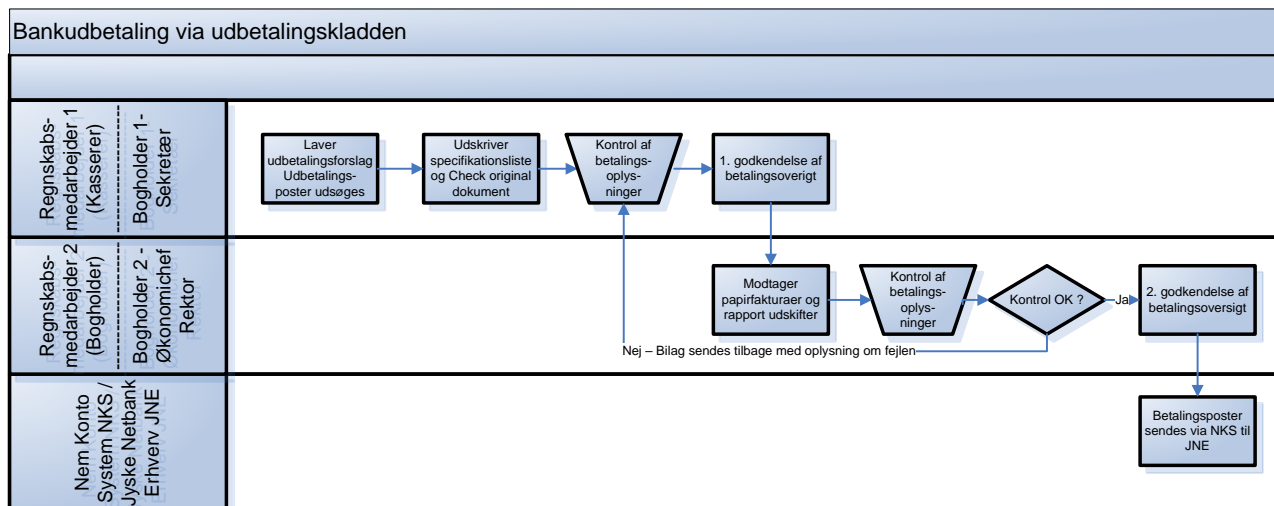 Bankudbetaling via udbetalingskladden
Regnskabs-
medarbejder 1
(Kasserer)
Bogholder 1-
Sekretær
Laver
udbetalingsforslag
Udbetalings-
poster udsøges
Udskriver
specifikationsliste
og Check original
dokument
Kontrol af
betalings-
oplysninger
1. godkendelse af
betalingsoverigt
Regnskabs-
medarbejder 2
(Bogholder)
Bogholder 2 -
Økonomichef
Rektor
Modtager
papirfakturaer og
rapport udskifter
Kontrol af
betalings-
oplys-
ninger
Kontrol OK ?
Ja
2. godkendelse af
betalingsoversigt
Nej – Bilag sendes tilbage med oplysning om fejlen
Nem Konto
System NKS /
Jyske Netbank
Erhverv JNE
Betalingsposter
sendes via NKS til
JNE